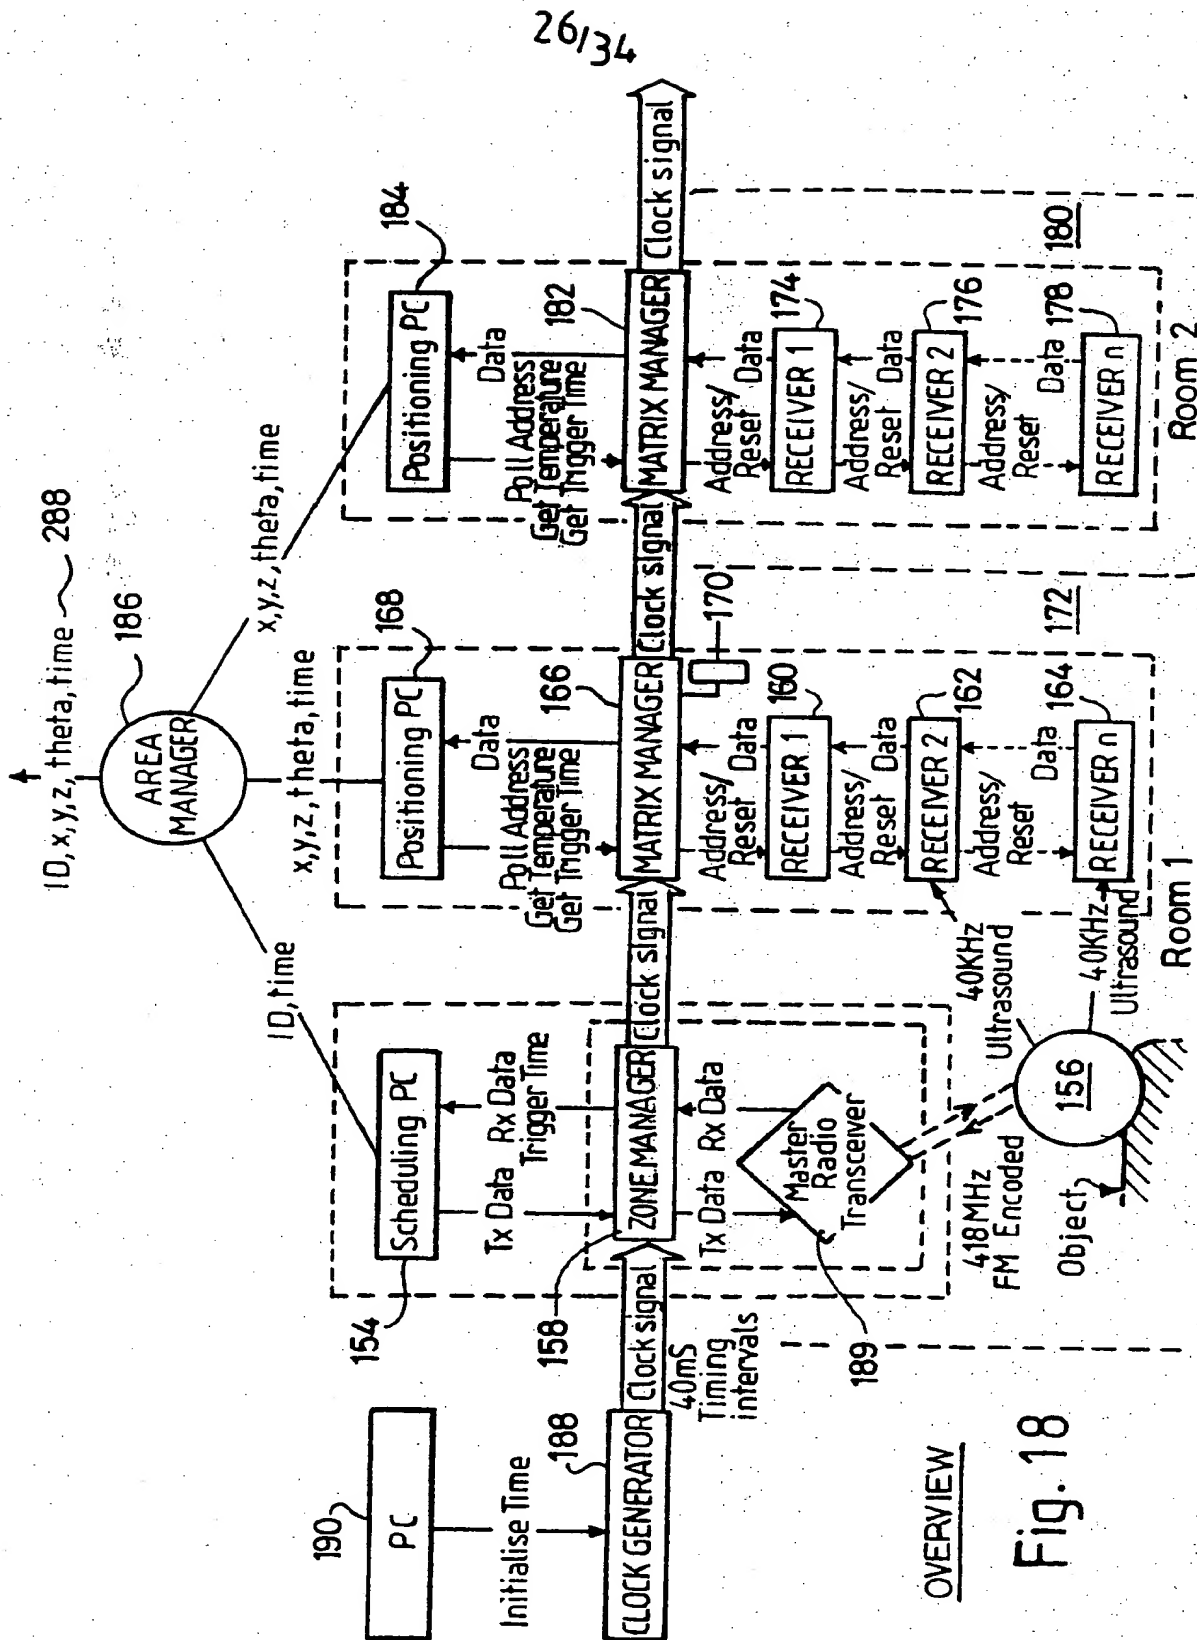 26/34
ID, x,y,z, theta, time
288
186
AREA
MANAGER
ID,time
x,y,z, theta, time
x,y,z, theta, time
190
PC
Initialise Time
188
CLOCK GENERATOR
Clock signal
40mS
Timing
intervals
154
Scheduling PC
Tx Data
Rx Data
Trigger Time
158
ZONE MANAGER
Tx Data
Rx Data
Master
Radio
Transceiver
189
Clock signal
418MHz
FM Encoded
Object
156
40KHz
Ultrasound
40KHz
Ultrasound
168
Positioning PC
Poll Address
Get Temperature
Get Trigger Time
Data
166
MATRIX MANAGER
Clock signal
170
172
Address/
Reset
Data
160
RECEIVER 1
Address/
Reset
Data
162
RECEIVER 2
Address/
Reset
Data
164
RECEIVER n
Room 1
184
Positioning PC
Poll Address
Get Temperature
Get Trigger Time
Data
182
MATRIX MANAGER
Clock signal
180
Address/
Reset
Data
174
RECEIVER 1
Address/
Reset
Data
176
RECEIVER 2
Address/
Reset
Data
178
RECEIVER n
Room 2
OVERVIEW
Fig. 18